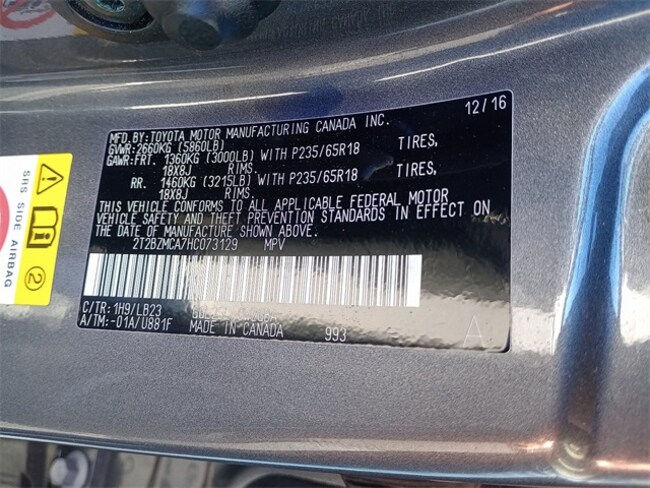 12/16
MFD.BY:TOYOTA MOTOR MANUFACTURING CANADA INC.
GVWR:2660KG (5860LB)
GAWR:FRT. 1360KG (3000LB) WITH P235/65R18 TIRES,
18X8J RIMS.
RR. 1460KG (3215LB) WITH P235/65R18 TIRES,
18X8J RIMS.
THIS VEHICLE CONFORMS TO ALL APPLICABLE FEDERAL MOTOR
VEHICLE SAFETY AND THEFT PREVENTION STANDARDS IN EFFECT ON
THE DATE OF MANUFACTURE SHOWN ABOVE.
2T2BZMCA7HC073129 MPV
C/TR:1H9/LB23
A/TM:-01A/U881F MADE IN CANADA 993 A
SRS SIDE AIRBAG
2